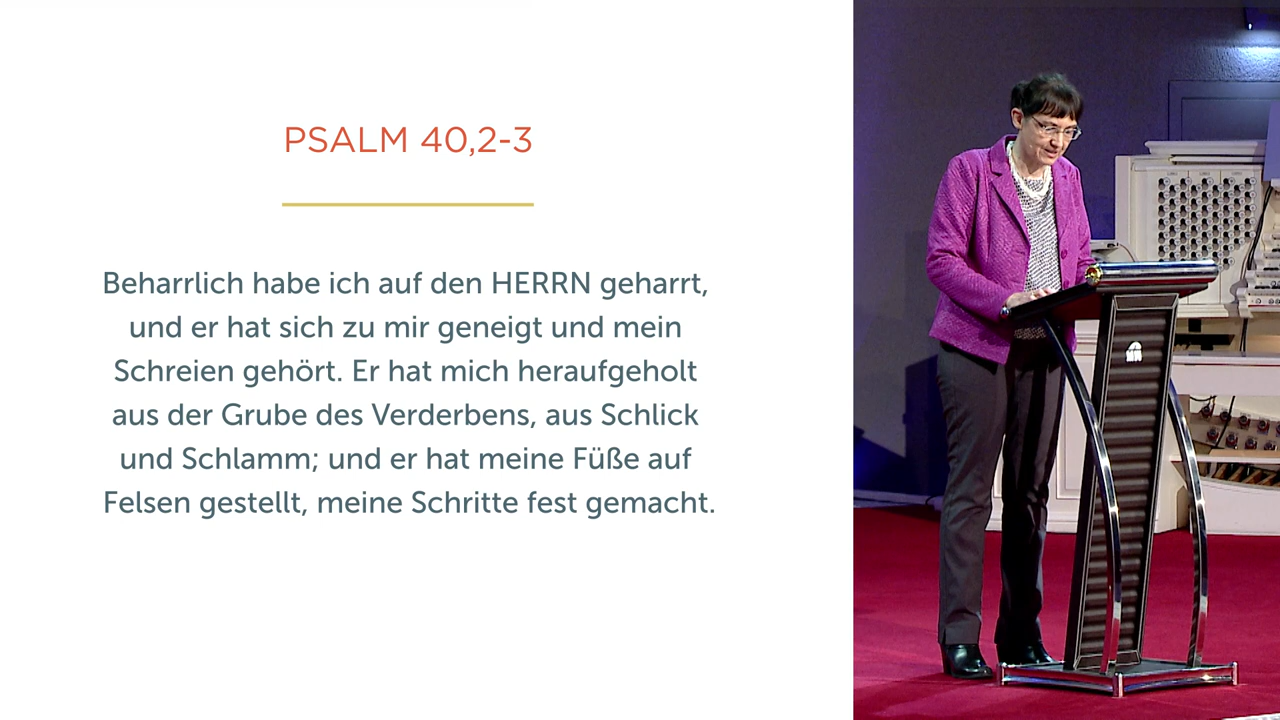 PSALM 40,2-3
Beharrlich habe ich auf den HERRN geharrt,
und er hat sich zu mir geneigt und mein
Schreien gehört. Er hat mich heraufgeholt
aus der Grube des Verderbens, aus Schlick
und Schlamm; und er hat meine Füße auf
Felsen gestellt, meine Schritte fest gemacht.